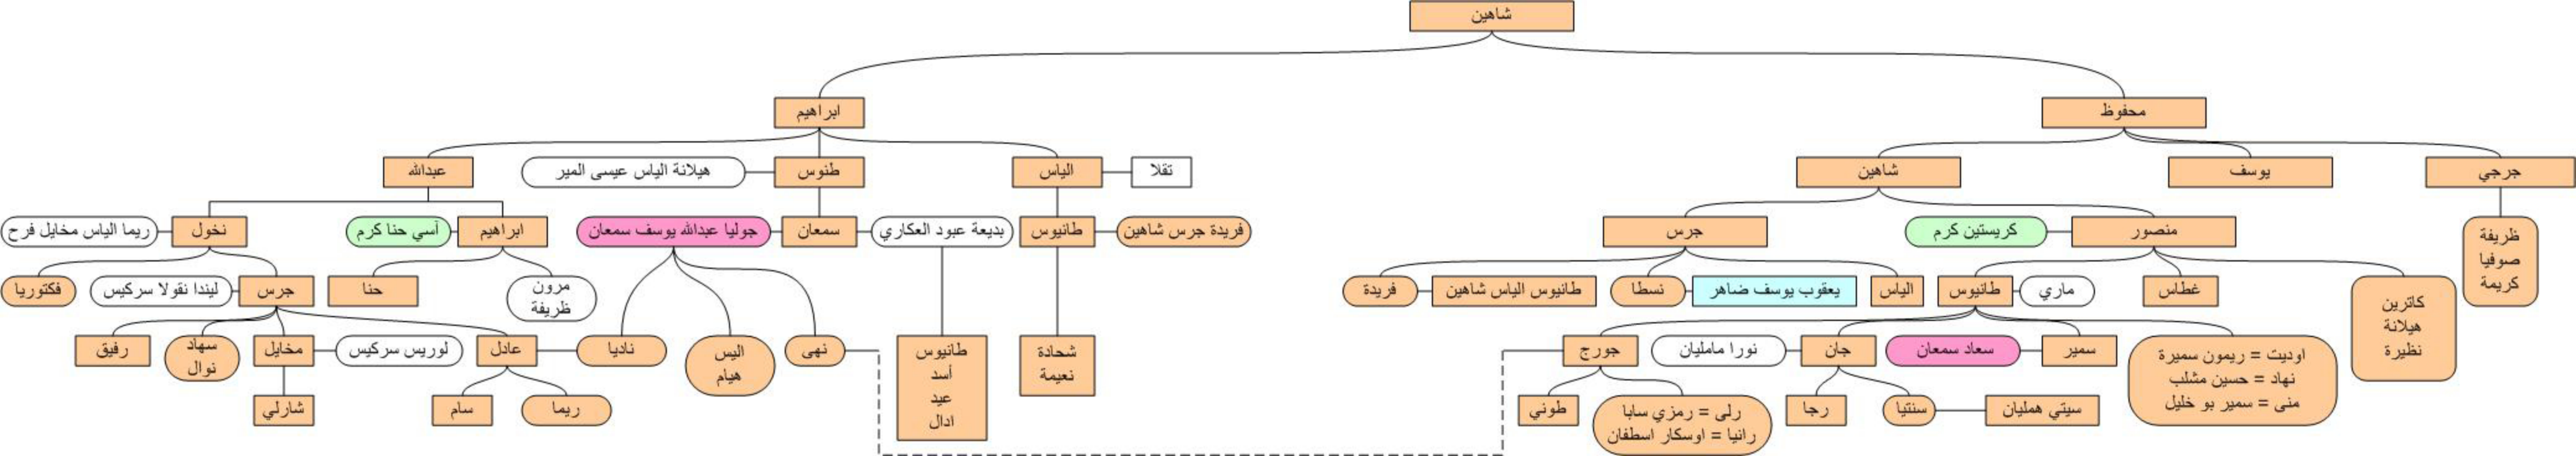 شاهين
محفوظ
ابراهيم
جرجي
يوسف
شاهين
تقلا
الياس
طنوس
هيلانة الياس عيسى المير
عبدالله
ظريفة
صوفيا
كريمة
منصور
كريستين كرم
جرس
فريدة جرس شاهين
طانيوس
بديعة عبود العكاري
سمعان
جوليا عبدالله يوسف سمعان
ابراهيم
آسي حنا كرم
نخول
ريما الياس مخايل فرح
كاترين
هيلانة
نظيرة
غطاس
ماري
طانيوس
الياس
يعقوب يوسف ضاهر
نسطا
طانيوس الياس شاهين
فريدة
مرون
ظريفة
حنا
جرس
ليندا نقولا سركيس
فكتوريا
اوديت = ريمون سميرة
نهاد = حسين مشلب
منى = سمير بو خليل
سمير
سعاد سمعان
جان
نورا مامليان
جورج
شحادة
نعيمة
طانيوس
أسد
عيد
ادال
نهى
اليس
هيام
ناديا
عادل
لوريس سركيس
مخايل
سهاد
نوال
رفيق
سيتي همليان
سنتيا
رجا
رلى = رمزي سابا
رانيا = اوسكار اسطفان
طوني
ريما
سام
شارلي